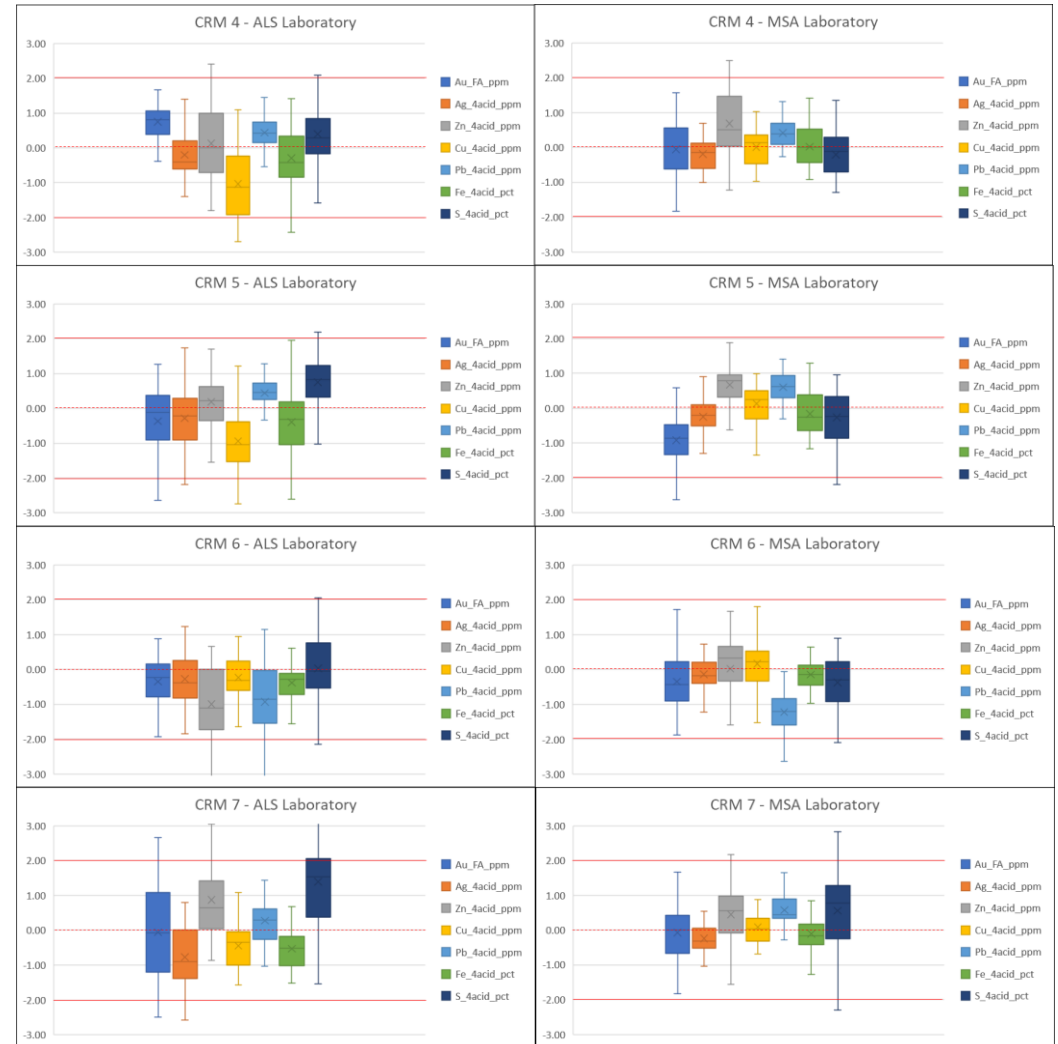 CRM 4 - ALS Laboratory
3.00
2.00
1.00
0.00
-1.00
-2.00
-3.00
Au_FA_ppm
Ag_4acid_ppm
Zn_4acid_ppm
Cu_4acid_ppm
Pb_4acid_ppm
Fe_4acid_pct
S_4acid_pct
CRM 4 - MSA Laboratory
3.00
2.00
1.00
0.00
-1.00
-2.00
-3.00
Au_FA_ppm
Ag_4acid_ppm
Zn_4acid_ppm
Cu_4acid_ppm
Pb_4acid_ppm
Fe_4acid_pct
S_4acid_pct
CRM 5 - ALS Laboratory
3.00
2.00
1.00
0.00
-1.00
-2.00
-3.00
Au_FA_ppm
Ag_4acid_ppm
Zn_4acid_ppm
Cu_4acid_ppm
Pb_4acid_ppm
Fe_4acid_pct
S_4acid_pct
CRM 5 - MSA Laboratory
3.00
2.00
1.00
0.00
-1.00
-2.00
-3.00
Au_FA_ppm
Ag_4acid_ppm
Zn_4acid_ppm
Cu_4acid_ppm
Pb_4acid_ppm
Fe_4acid_pct
S_4acid_pct
CRM 6 - ALS Laboratory
3.00
2.00
1.00
0.00
-1.00
-2.00
-3.00
Au_FA_ppm
Ag_4acid_ppm
Zn_4acid_ppm
Cu_4acid_ppm
Pb_4acid_ppm
Fe_4acid_pct
S_4acid_pct
CRM 6 - MSA Laboratory
3.00
2.00
1.00
0.00
-1.00
-2.00
-3.00
Au_FA_ppm
Ag_4acid_ppm
Zn_4acid_ppm
Cu_4acid_ppm
Pb_4acid_ppm
Fe_4acid_pct
S_4acid_pct
CRM 7 - ALS Laboratory
3.00
2.00
1.00
0.00
-1.00
-2.00
-3.00
Au_FA_ppm
Ag_4acid_ppm
Zn_4acid_ppm
Cu_4acid_ppm
Pb_4acid_ppm
Fe_4acid_pct
S_4acid_pct
CRM 7 - MSA Laboratory
3.00
2.00
1.00
0.00
-1.00
-2.00
-3.00
Au_FA_ppm
Ag_4acid_ppm
Zn_4acid_ppm
Cu_4acid_ppm
Pb_4acid_ppm
Fe_4acid_pct
S_4acid_pct